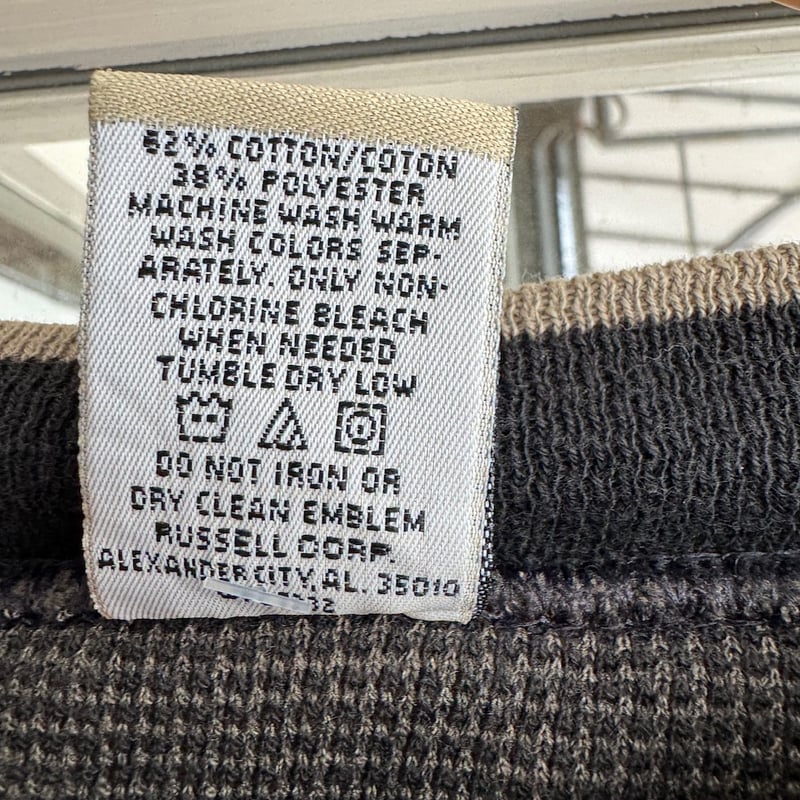 62% COTTON/COTON
38% POLYESTER
MACHINE WASH WARM
WASH COLORS SEP-
ARATELY. ONLY NON-
CHLORINE BLEACH
WHEN NEEDED
TUMBLE DRY LOW
DO NOT IRON OR
DRY CLEAN EMBLEM
RUSSELL CORP.
ALEXANDER CITY, AL. 35010